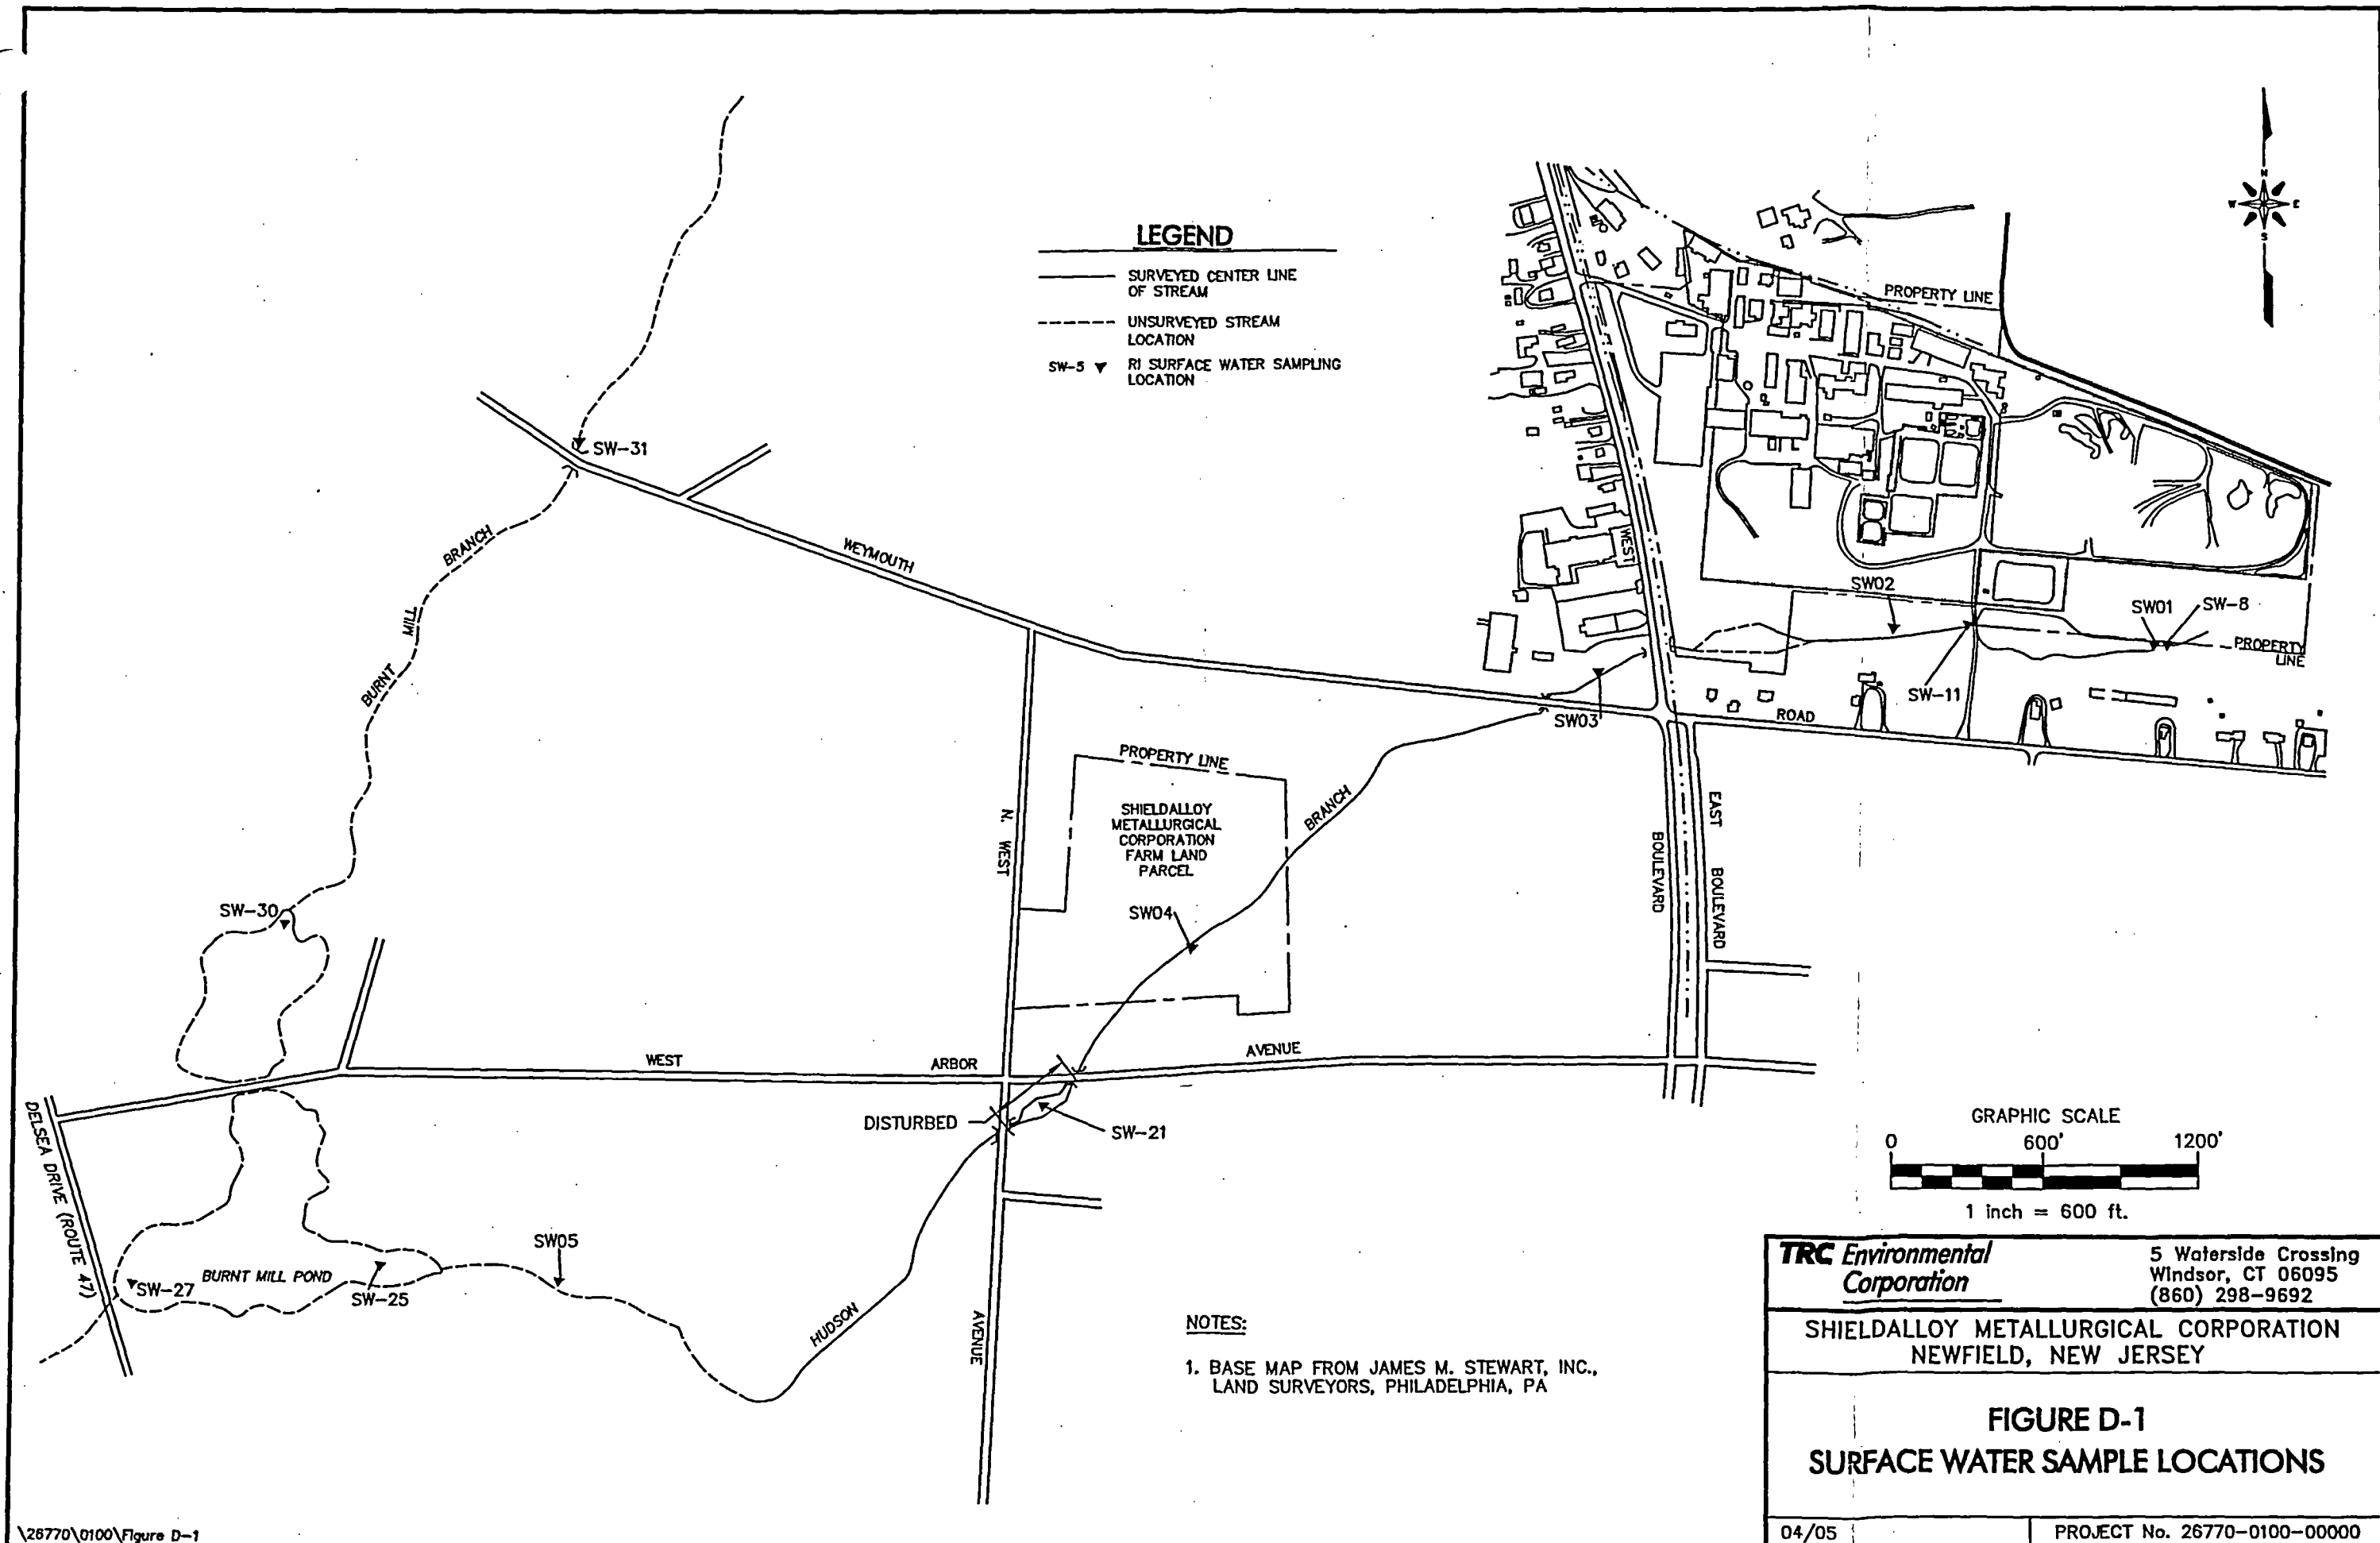 LEGEND
SURVEYED CENTER LINE
OF STREAM
UNSURVEYED STREAM
LOCATION
SW-5
RI SURFACE WATER SAMPLING
LOCATION
N
W
E
S
PROPERTY LINE
SW-31
BRANCH
MILL
BURNT
WEYMOUTH
WEST
SW02
SW01
SW-8
PROPERTY
LINE
SW-11
SW03
ROAD
PROPERTY LINE
SHIELDALLOY
METALLURGICAL
CORPORATION
FARM LAND
PARCEL
BRANCH
N. WEST
EAST
BOULEVARD
BOULEVARD
SW-30
SW04
WEST
ARBOR
AVENUE
DISTURBED
SW-21
DELSEA DRIVE (ROUTE 47)
SW05
SW-27
BURNT MILL POND
SW-25
HUDSON
AVENUE
GRAPHIC SCALE
0 600' 1200'
1 inch = 600 ft.
NOTES:
1. BASE MAP FROM JAMES M. STEWART, INC.,
LAND SURVEYORS, PHILADELPHIA, PA
TRC Environmental
Corporation
5 Waterside Crossing
Windsor, CT 06095
(860) 298-9692
SHIELDALLOY METALLURGICAL CORPORATION
NEWFIELD, NEW JERSEY
FIGURE D-1
SURFACE WATER SAMPLE LOCATIONS
04/05
PROJECT No. 26770-0100-00000
\26770\0100\Figure D-1